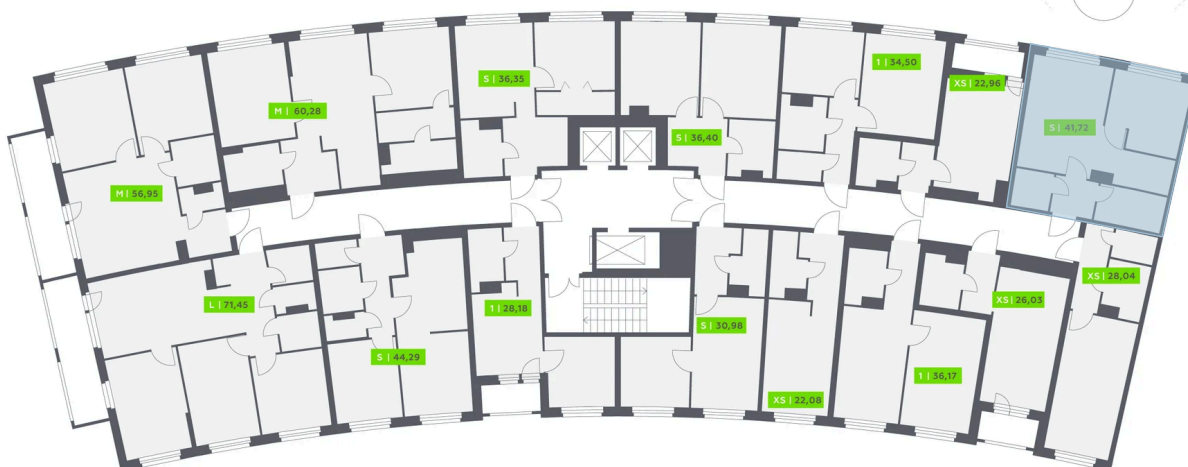 S | 36,35
1 | 34,50
XS | 22,96
M | 60,28
S | 41,72
S | 36,40
M | 56,95
XS | 28,04
XS | 26,03
L | 71,45
1 | 28,18
S | 30,98
S | 44,29
1 | 36,17
XS | 22,08